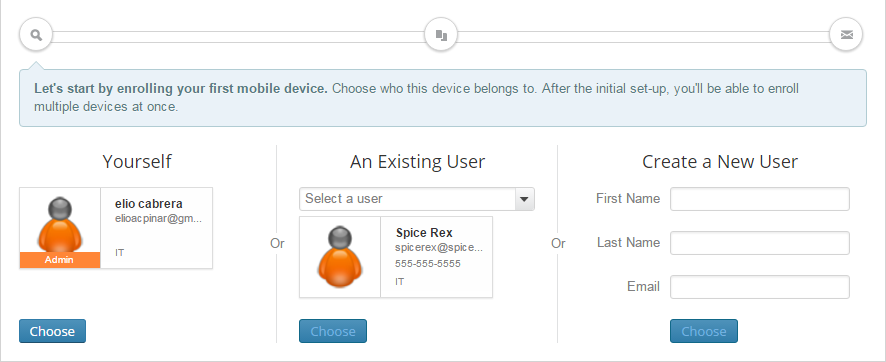 Let's start by enrolling your first mobile device. Choose who this device belongs to. After the initial set-up, you'll be able to enroll
multiple devices at once.
Yourself
elio cabrera
elioacpinar@gm...
IT
Admin
Choose
Or
An Existing User
Select a user
Spice Rex
spicerex@spice...
555-555-5555
IT
Choose
Or
Create a New User
First Name
Last Name
Email
Choose